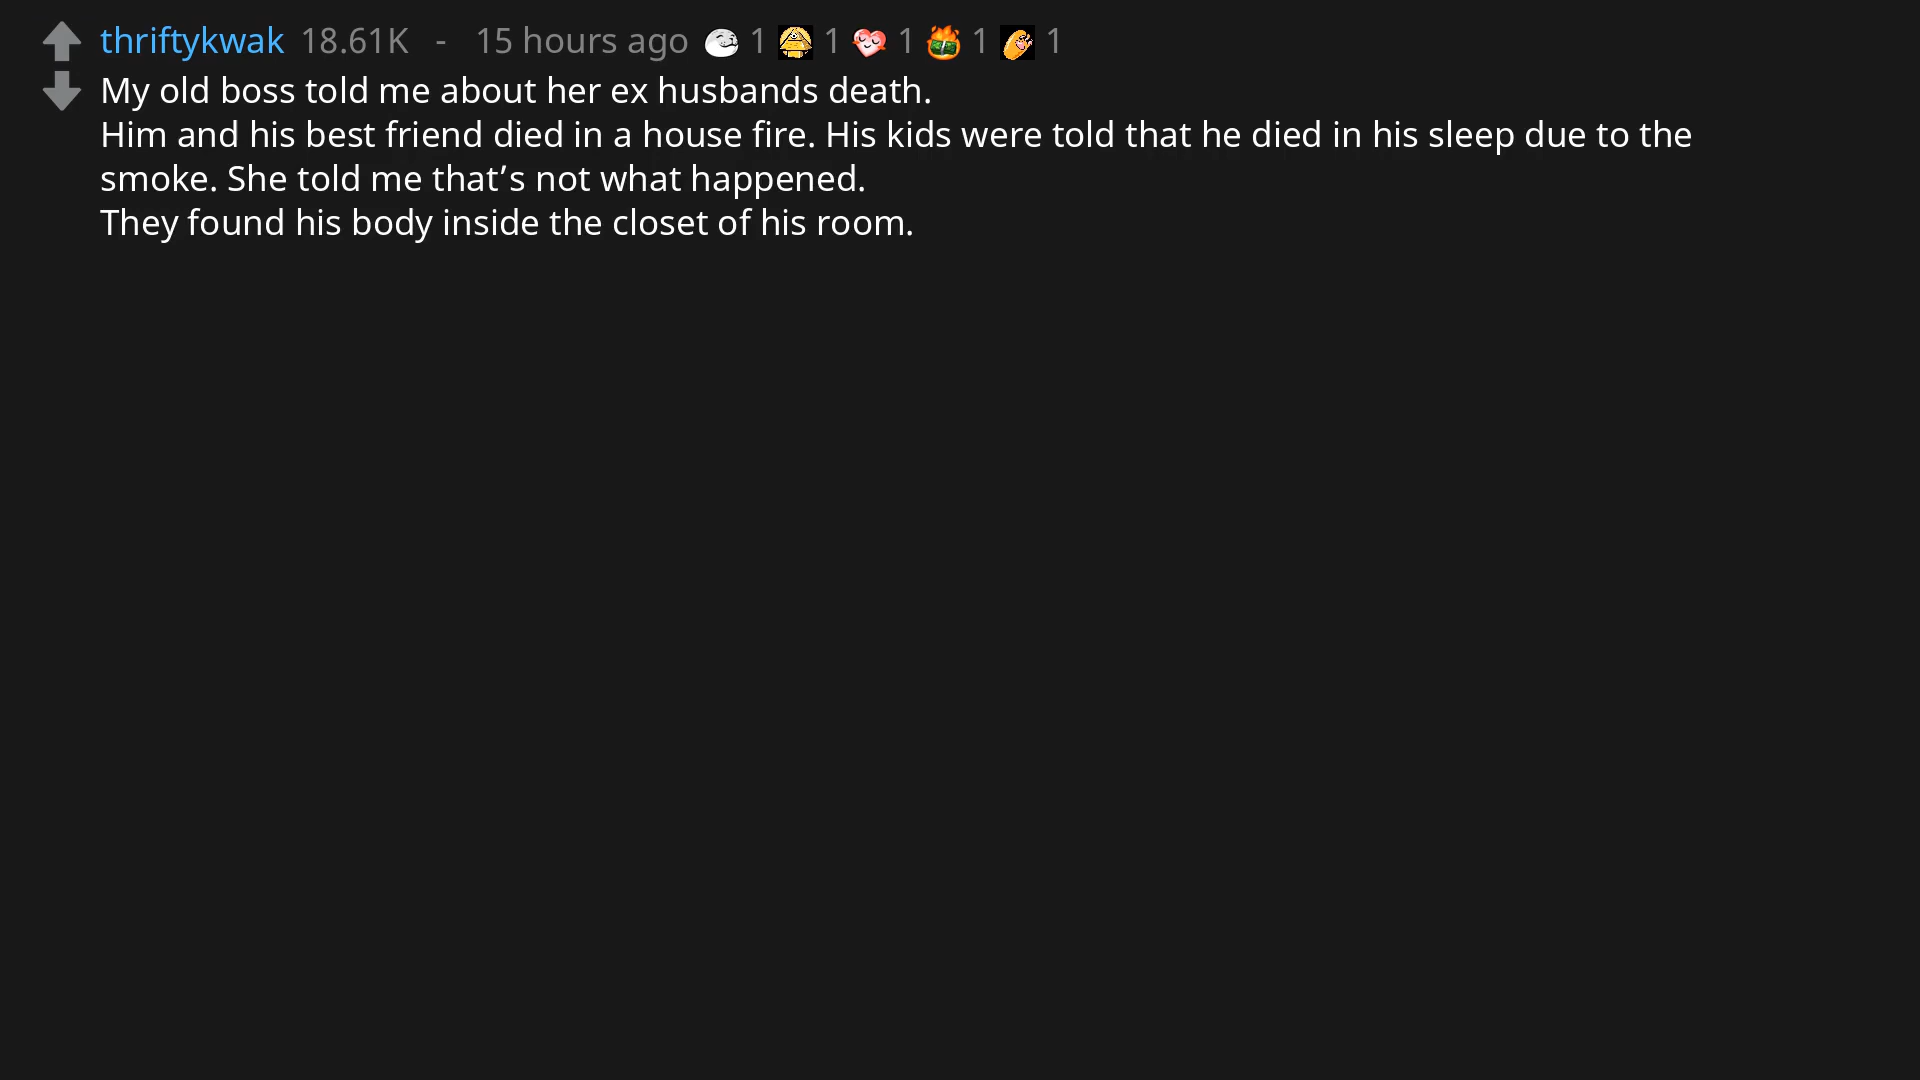 thriftykwak 18.61K - 15 hours ago 1 1 1 1 1
My old boss told me about her ex husbands death.
Him and his best friend died in a house fire. His kids were told that he died in his sleep due to the
smoke. She told me that’s not what happened.
They found his body inside the closet of his room.